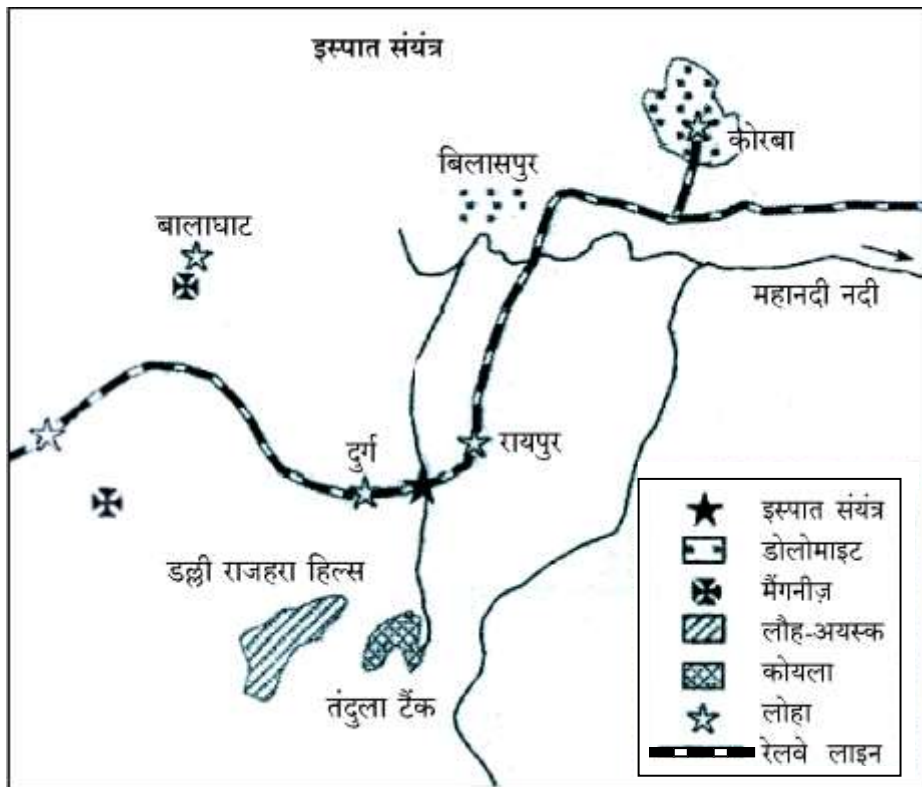 इस्पात संयंत्र
कोरबा
बिलासपुर
बालाघाट
महानदी नदी
दुर्ग
रायपुर
डल्ली राजहरा हिल्स
तंदुला टैंक
इस्पात संयंत्र
डोलोमाइट
मैंगनीज़
लौह-अयस्क
कोयला
लोहा
रेलवे लाइन